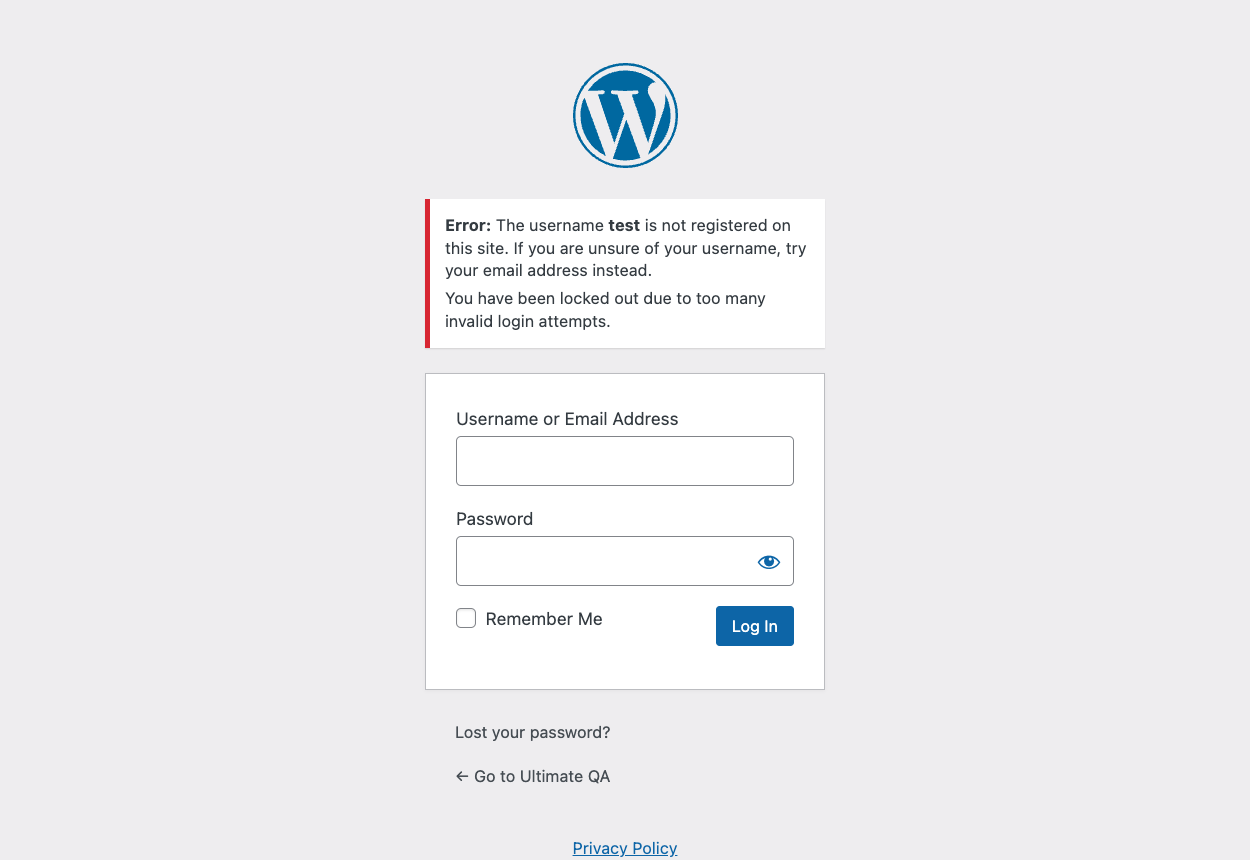 Error: The username test is not registered on
this site. If you are unsure of your username, try
your email address instead.
You have been locked out due to too many
invalid login attempts.
Username or Email Address
Password
Remember Me
Log In
Lost your password?
← Go to Ultimate QA
Privacy Policy